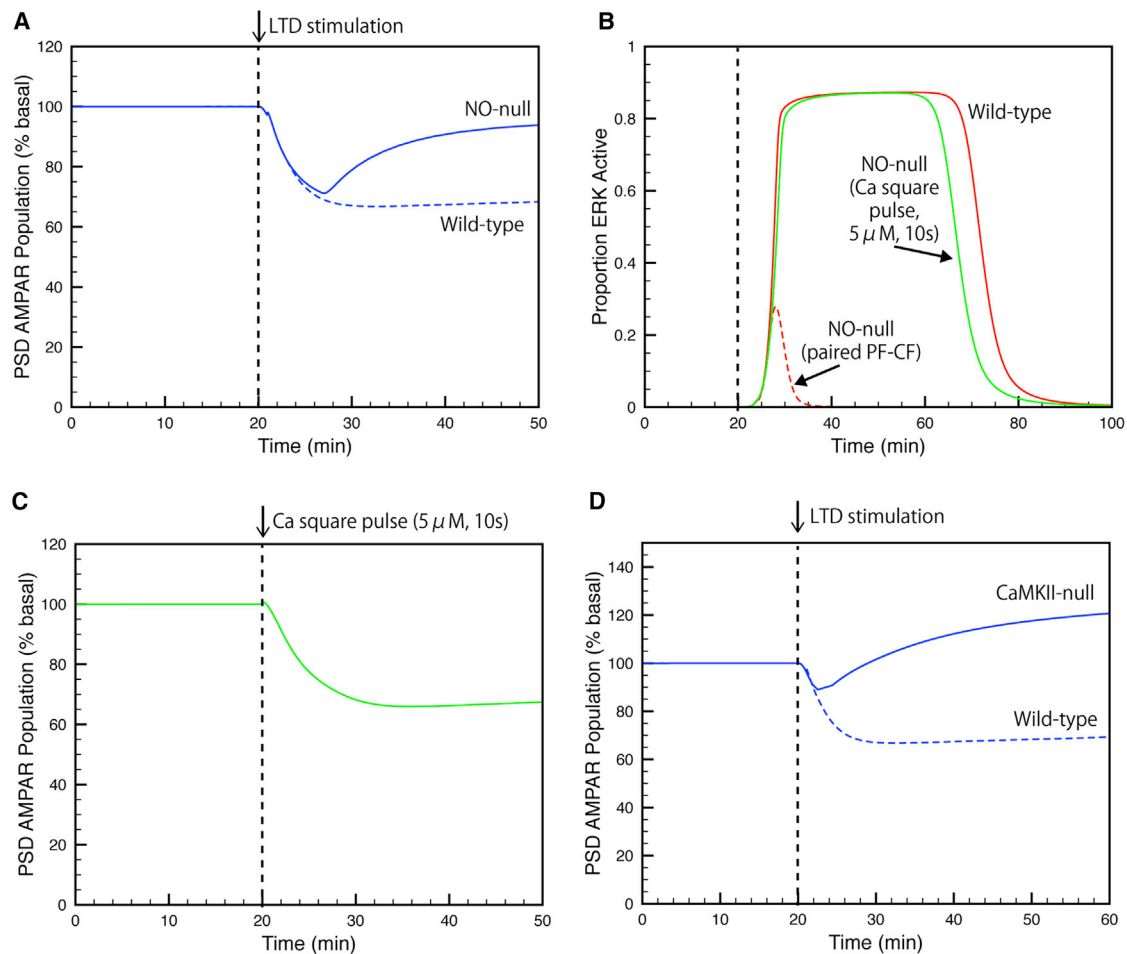 A
LTD stimulation
PSD AMPAR Population (% basal)
120
100
80
60
40
20
0
NO-null
Wild-type
0 10 20 30 40 50
Time (min)
B
Proportion ERK Active
1
0.8
0.6
0.4
0.2
0
Wild-type
NO-null
(Ca square
pulse,
5 μM, 10s)
NO-null
(paired PF-CF)
0 20 40 60 80 100
Time (min)
C
Ca square pulse (5 μM, 10s)
PSD AMPAR Population (% basal)
120
100
80
60
40
20
0
0 10 20 30 40 50
Time (min)
D
LTD stimulation
PSD AMPAR Population (% basal)
140
120
100
80
60
40
20
0
CaMKII-null
Wild-type
0 10 20 30 40 50 60
Time (min)